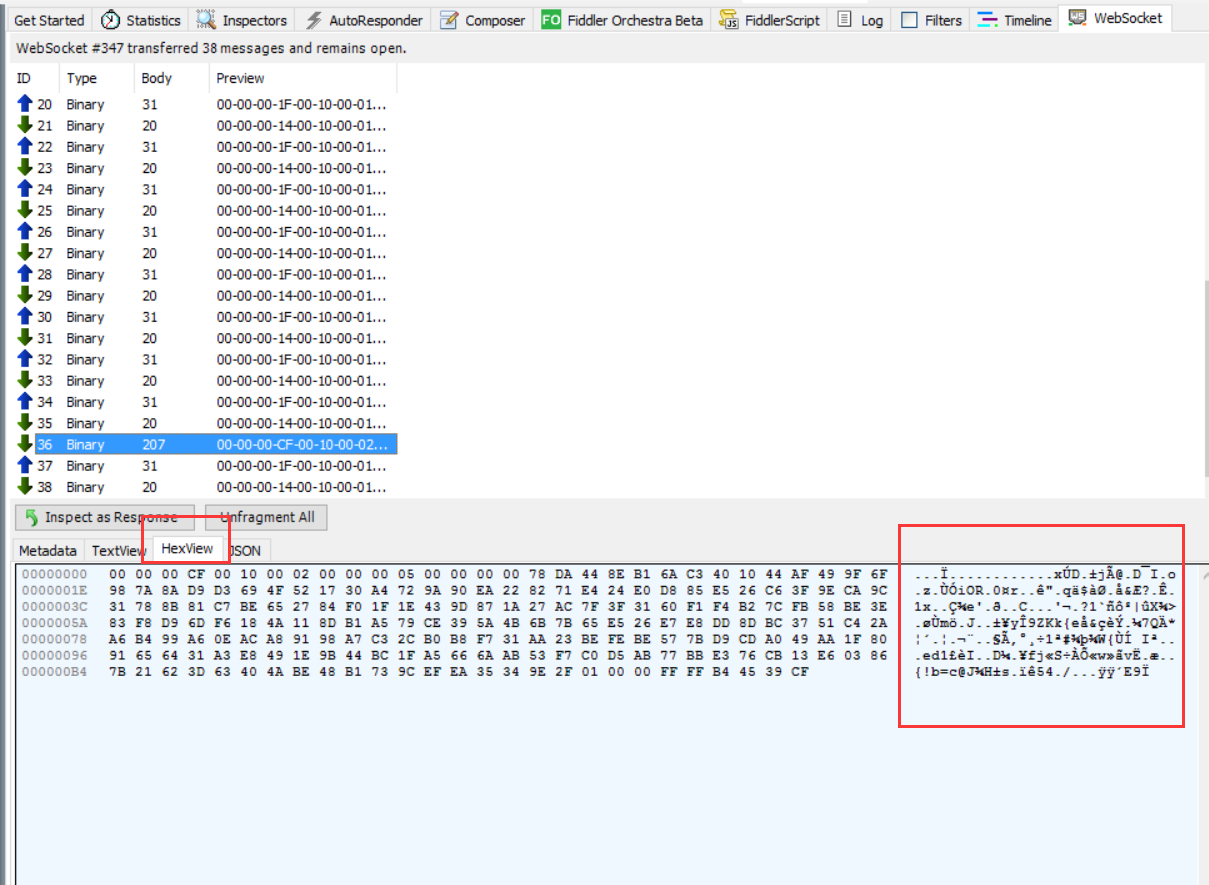 Get Started Statistics Inspectors AutoResponder Composer FO Fiddler Orchestra Beta FiddlerScript Log Filters Timeline WebSocket
WebSocket #347 transferred 38 messages and remains open.
ID Type Body Preview
20 Binary 31 00-00-00-1F-00-10-00-01...
21 Binary 20 00-00-00-14-00-10-00-01...
22 Binary 31 00-00-00-1F-00-10-00-01...
23 Binary 20 00-00-00-14-00-10-00-01...
24 Binary 31 00-00-00-1F-00-10-00-01...
25 Binary 20 00-00-00-14-00-10-00-01...
26 Binary 31 00-00-00-1F-00-10-00-01...
27 Binary 20 00-00-00-14-00-10-00-01...
28 Binary 31 00-00-00-1F-00-10-00-01...
29 Binary 20 00-00-00-14-00-10-00-01...
30 Binary 31 00-00-00-1F-00-10-00-01...
31 Binary 20 00-00-00-14-00-10-00-01...
32 Binary 31 00-00-00-1F-00-10-00-01...
33 Binary 20 00-00-00-14-00-10-00-01...
34 Binary 31 00-00-00-1F-00-10-00-01...
35 Binary 20 00-00-00-14-00-10-00-01...
36 Binary 207 00-00-00-CF-00-10-00-02...
37 Binary 31 00-00-00-1F-00-10-00-01...
38 Binary 20 00-00-00-14-00-10-00-01...
Inspect as Response Unfragment All
Metadata TextView HexView JSON
00000000 00 00 00 CF 00 10 00 02 00 00 00 05 00 00 00 00 78 DA 44 8E B1 6A C3 40 10 44 AF 49 9F 6F ...Ï............xÚD.±jÃ@.D¯I.o
0000001E 98 7A 8A D9 D3 69 4F 52 17 30 A4 72 9A 90 EA 22 82 71 E4 24 E0 D8 85 E5 26 C6 3F 9E CA 9C .z.ÙÓiOR.0¤r..ê".qä$àØ.å&Æ?.Ê.
0000003C 31 78 8B 81 C7 BE 65 27 84 F0 1F 1E 43 9D 87 1A 27 AC 7F 3F 31 60 F1 F4 B2 7C FB 58 BE 3E
0000005A 83 F8 D9 6D F6 18 4A 11 8D B1 A5 79 CE 39 5A 4B 6B 7B 65 E5 26 E7 E8 DD 8D BC 37 51 C4 2A .øÙmö.J..±¥yÎ9ZKk{eå&çèÝ.¼7QÄ*
00000078 A6 B4 99 A6 0E AC A8 91 98 A7 C3 2C B0 B8 F7 31 AA 23 BE FE BE 57 7B D9 CD A0 49 AA 1F 80
00000096 91 65 64 31 A3 E8 49 1E 9B 44 BC 1F A5 66 6A AB 53 F7 C0 D5 AB 77 BB E3 76 CB 13 E6 03 86 .ed1£èI..D¼.¥fj«S÷ÀÕ«w»ãvË.æ..
000000B4 7B 21 62 3D 63 40 4A BE 48 B1 73 9C EF EA 35 34 9E 2F 01 00 00 FF FF B4 45 39 CF {!b=c@J¾H±s.ïê54./...ÿÿ´E9Ï